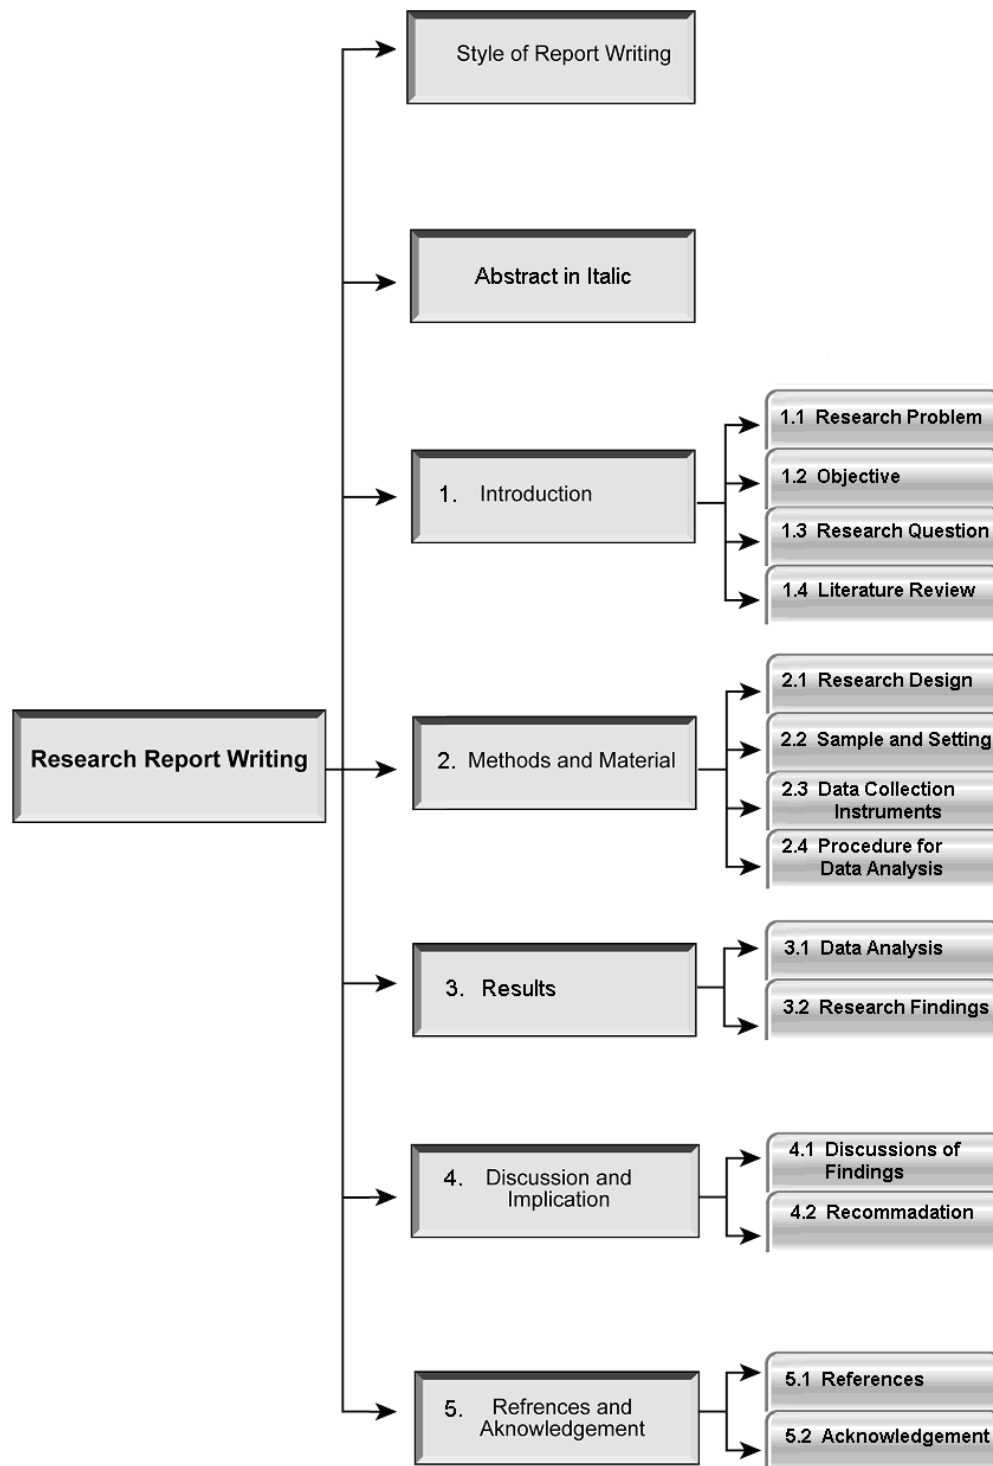 Style of Report Writing
Abstract in Italic
1. Introduction
1.1 Research Problem
1.2 Objective
1.3 Research Question
1.4 Literature Review
Research Report Writing
2. Methods and Material
2.1 Research Design
2.2 Sample and Setting
2.3 Data Collection
Instruments
2.4 Procedure for
Data Analysis
3. Results
3.1 Data Analysis
3.2 Research Findings
4. Discussion and
Implication
4.1 Discussions of
Findings
4.2 Recommadation
5. Refrences and
Aknowledgement
5.1 References
5.2 Acknowledgement